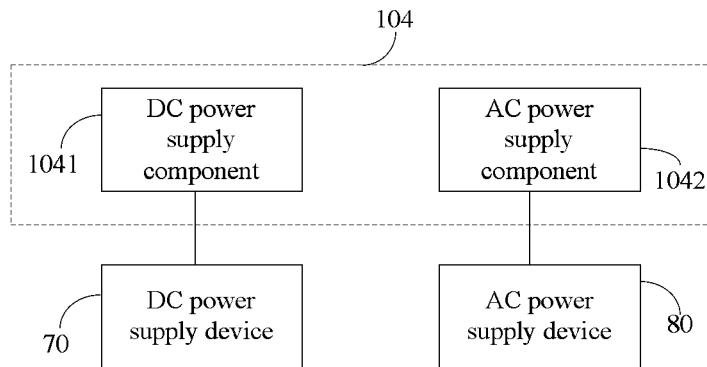 104
DC power
supply
component
1041
AC power
supply
component
1042
DC power
supply device
70
AC power
supply device
80